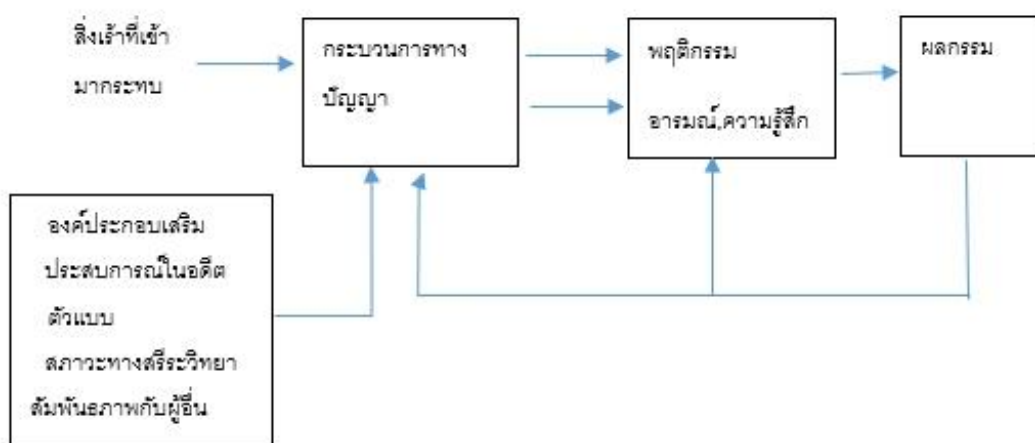 สิ่งเร้าที่เข้า
มากระทบ
กระบวนการทาง
ปัญญา
พฤติกรรม
อารมณ์,ความรู้สึก
ผลกรรม
องค์ประกอบเสริม
ประสบการณ์ในอดีต
ตัวแบบ
สภาวะทางสรีระวิทยา
สัมพันธภาพกับผู้อื่น